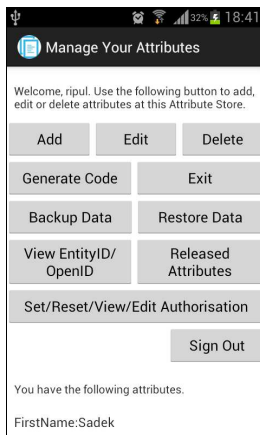 32% 18:41
Manage Your Attributes
Welcome, ripul. Use the following button to add,
edit or delete attributes at this Attribute Store.
Add Edit Delete
Generate Code Exit
Backup Data Restore Data
View EntityID/ Released
OpenID Attributes
Set/Reset/View/Edit Authorisation
Sign Out
You have the following attributes.
FirstName:Sadek